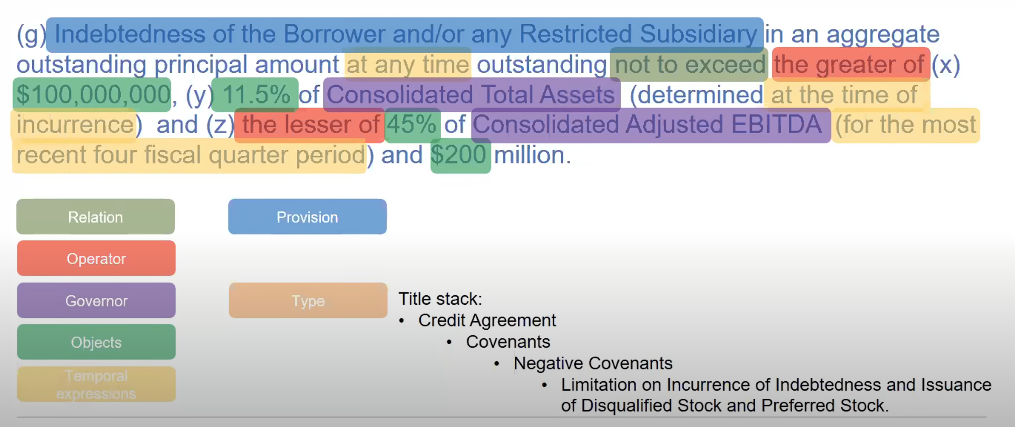 (g) Indebtedness of the Borrower and/or any Restricted Subsidiary in an aggregate
outstanding principal amount at any time outstanding not to exceed the greater of (x)
$100,000,000, (y) 11.5% of Consolidated Total Assets (determined at the time of
incurrence) and (z) the lesser of 45% of Consolidated Adjusted EBITDA (for the most
recent four fiscal quarter period) and $200 million.
Relation
Provision
Operator
Governor
Type
Objects
Temporal
expressions
Title stack:
• Credit Agreement
• Covenants
• Negative Covenants
• Limitation on Incurrence of Indebtedness and Issuance
of Disqualified Stock and Preferred Stock.